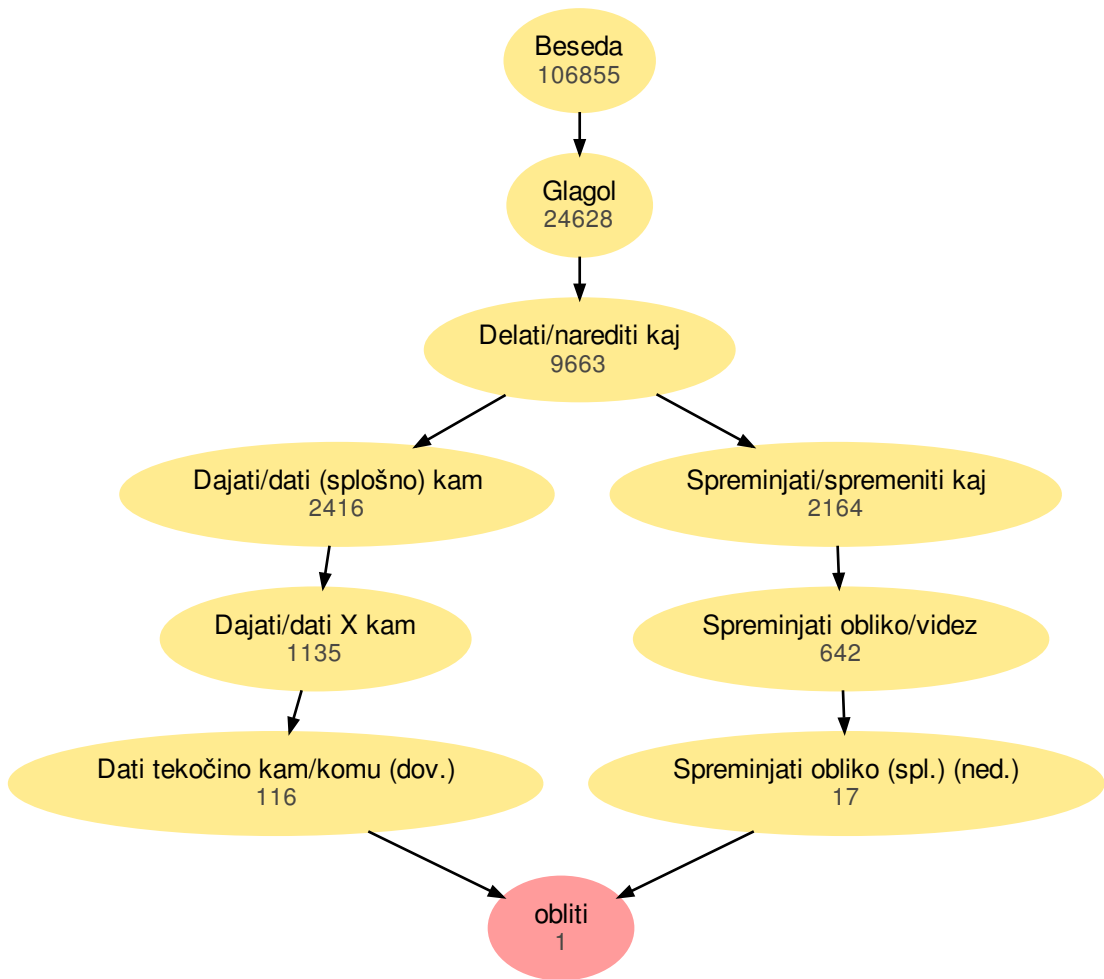 Beseda
106855
Glagol
24628
Delati/narediti kaj
9663
Dajati/dati (splošno) kam
2416
Spreminjati/spremeniti kaj
2164
Dajati/dati X kam
1135
Spreminjati obliko/videz
642
Dati tekočino kam/komu (dov.)
116
Spreminjati obliko (spl.) (ned.)
17
obliti
1